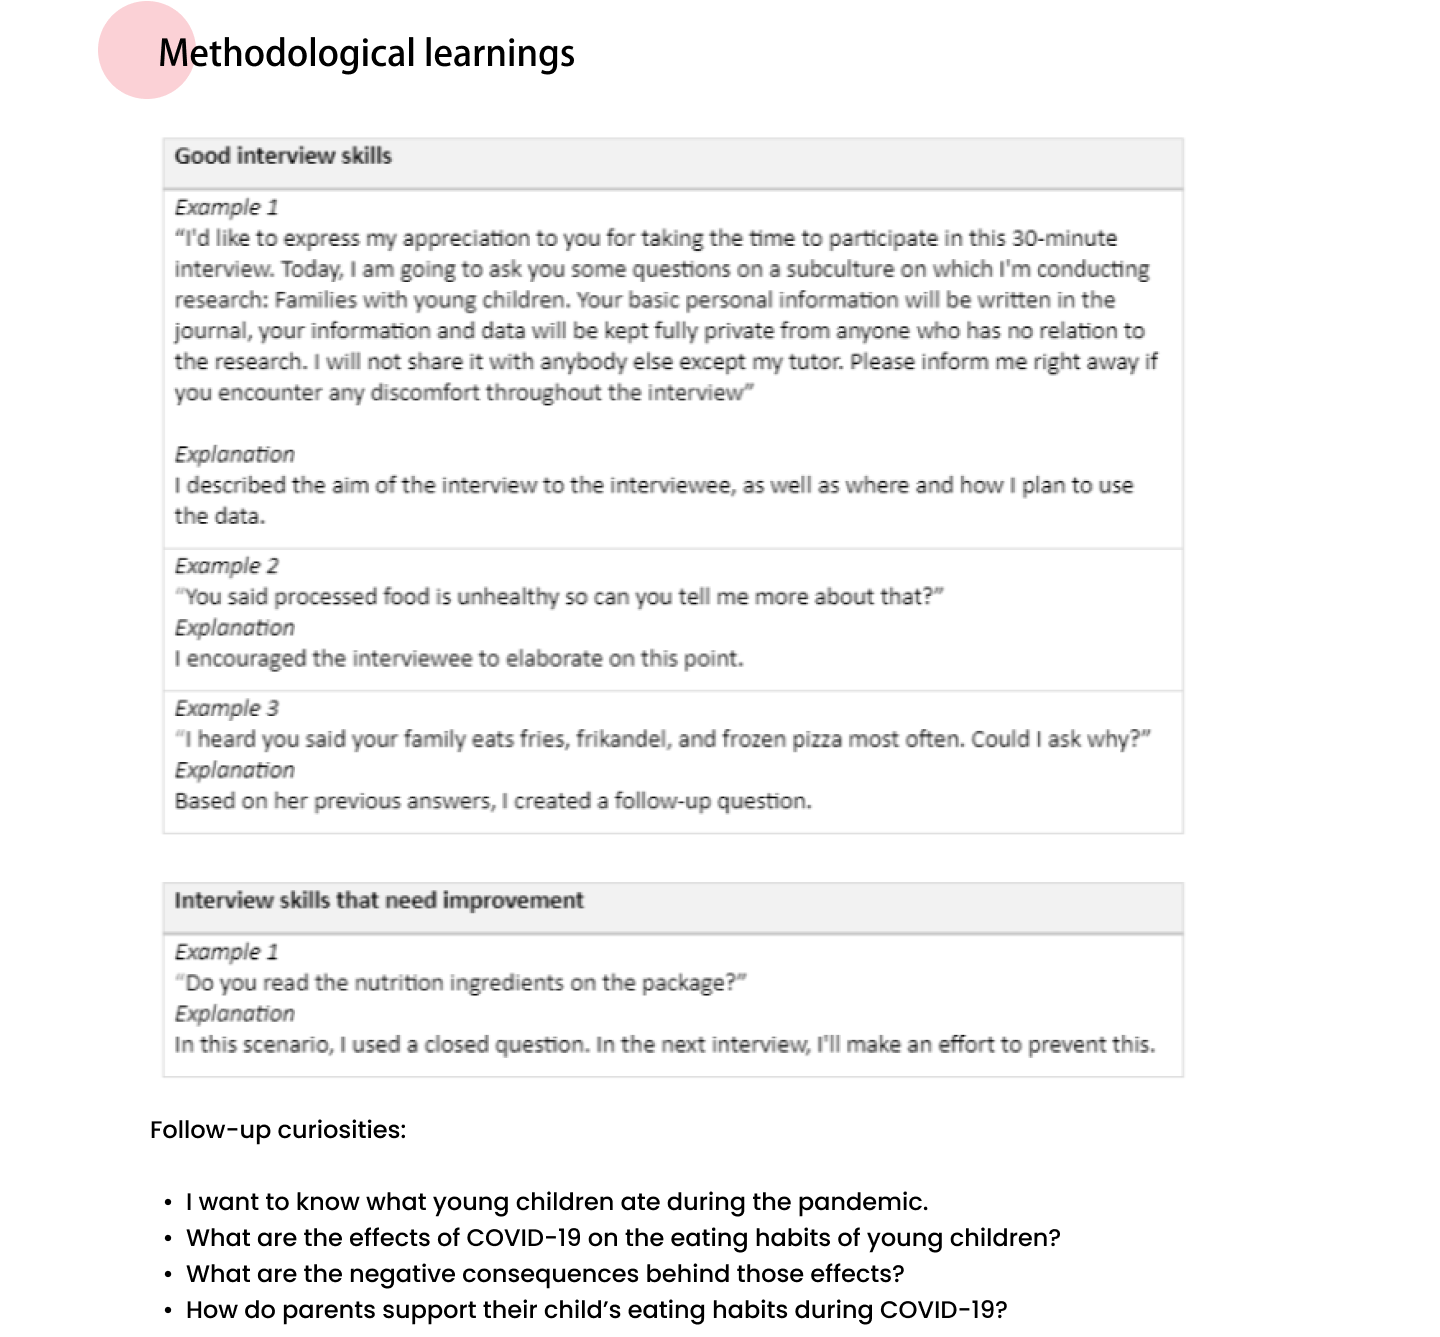 Methodological learnings
Good interview skills
Example 1
“I'd like to express my appreciation to you for taking the time to participate in this 30-minute
interview. Today, I am going to ask you some questions on a subculture on which I'm conducting
research: Families with young children. Your basic personal information will be written in the
journal, your information and data will be kept fully private from anyone who has no relation to
the research. I will not share it with anybody else except my tutor. Please inform me right away if
you encounter any discomfort throughout the interview”
Explanation
I described the aim of the interview to the interviewee, as well as where and how I plan to use
the data.
Example 2
“You said processed food is unhealthy so can you tell me more about that?”
Explanation
I encouraged the interviewee to elaborate on this point.
Example 3
“I heard you said your family eats fries, frikandel, and frozen pizza most often. Could I ask why?”
Explanation
Based on her previous answers, I created a follow-up question.
Interview skills that need improvement
Example 1
“Do you read the nutrition ingredients on the package?”
Explanation
In this scenario, I used a closed question. In the next interview, I'll make an effort to prevent this.
Follow-up curiosities:
• I want to know what young children ate during the pandemic.
• What are the effects of COVID-19 on the eating habits of young children?
• What are the negative consequences behind those effects?
• How do parents support their child’s eating habits during COVID-19?